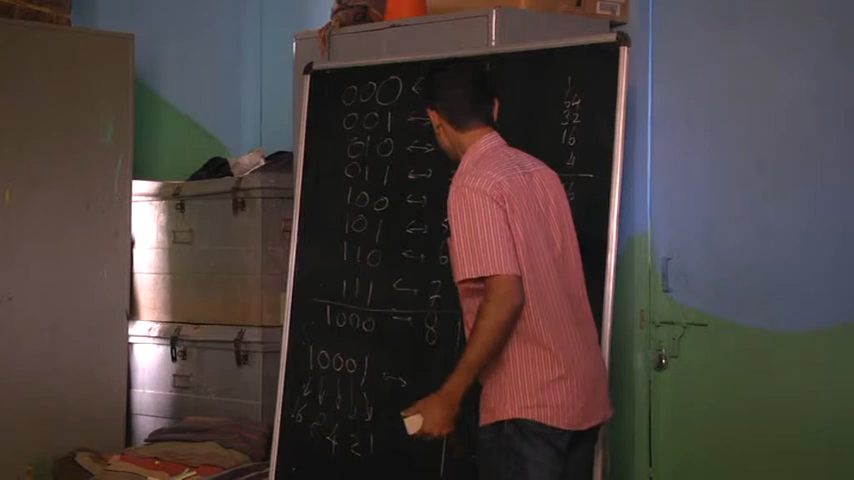 000 ←
001 ↔
010 ↔
011 ↔
100 ↔
101 ↔
110 ↔ 6
111 ↔ 7
1000 ↔ 8
10001 →
16 8 4 2 1
64
32
16
4